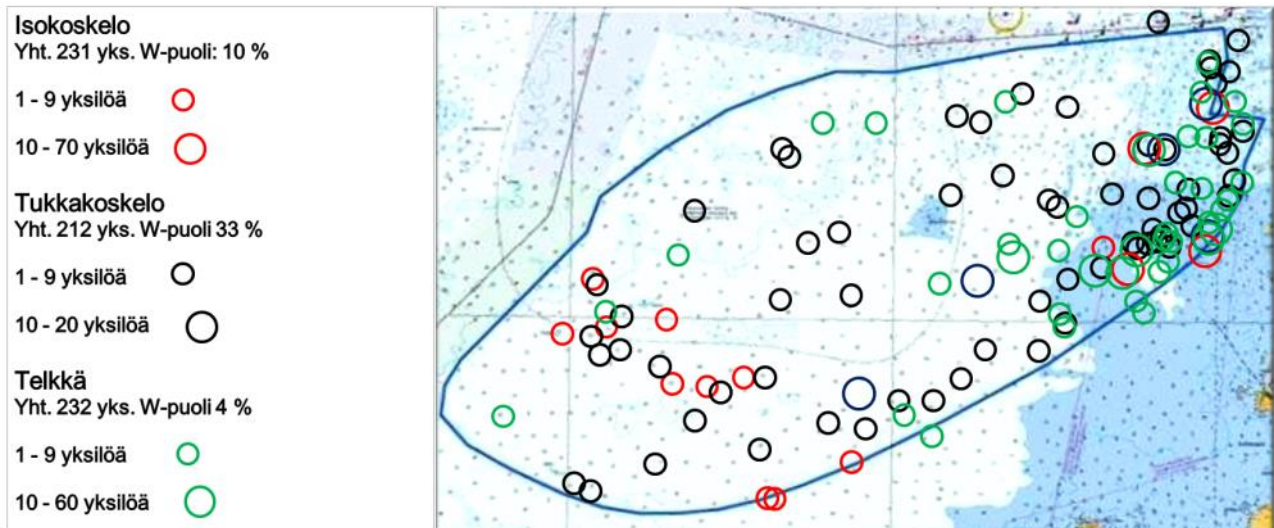 Isokoskelo
Yht. 231 yks. W-puoli: 10 %
1 - 9 yksilöä
10 - 70 yksilöä
Tukkakoskelo
Yht. 212 yks. W-puoli 33 %
1 - 9 yksilöä
10 - 20 yksilöä
Telkkä
Yht. 232 yks. W-puoli 4 %
1 - 9 yksilöä
10 - 60 yksilöä